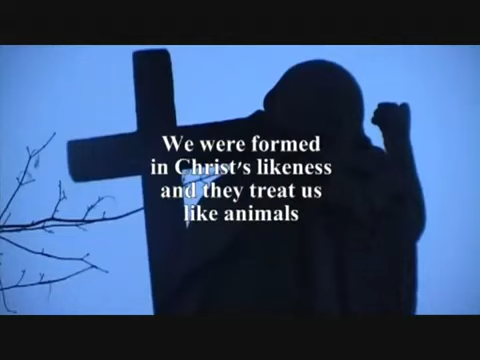 We were formed
in Christ's likeness
and they treat us
like animals